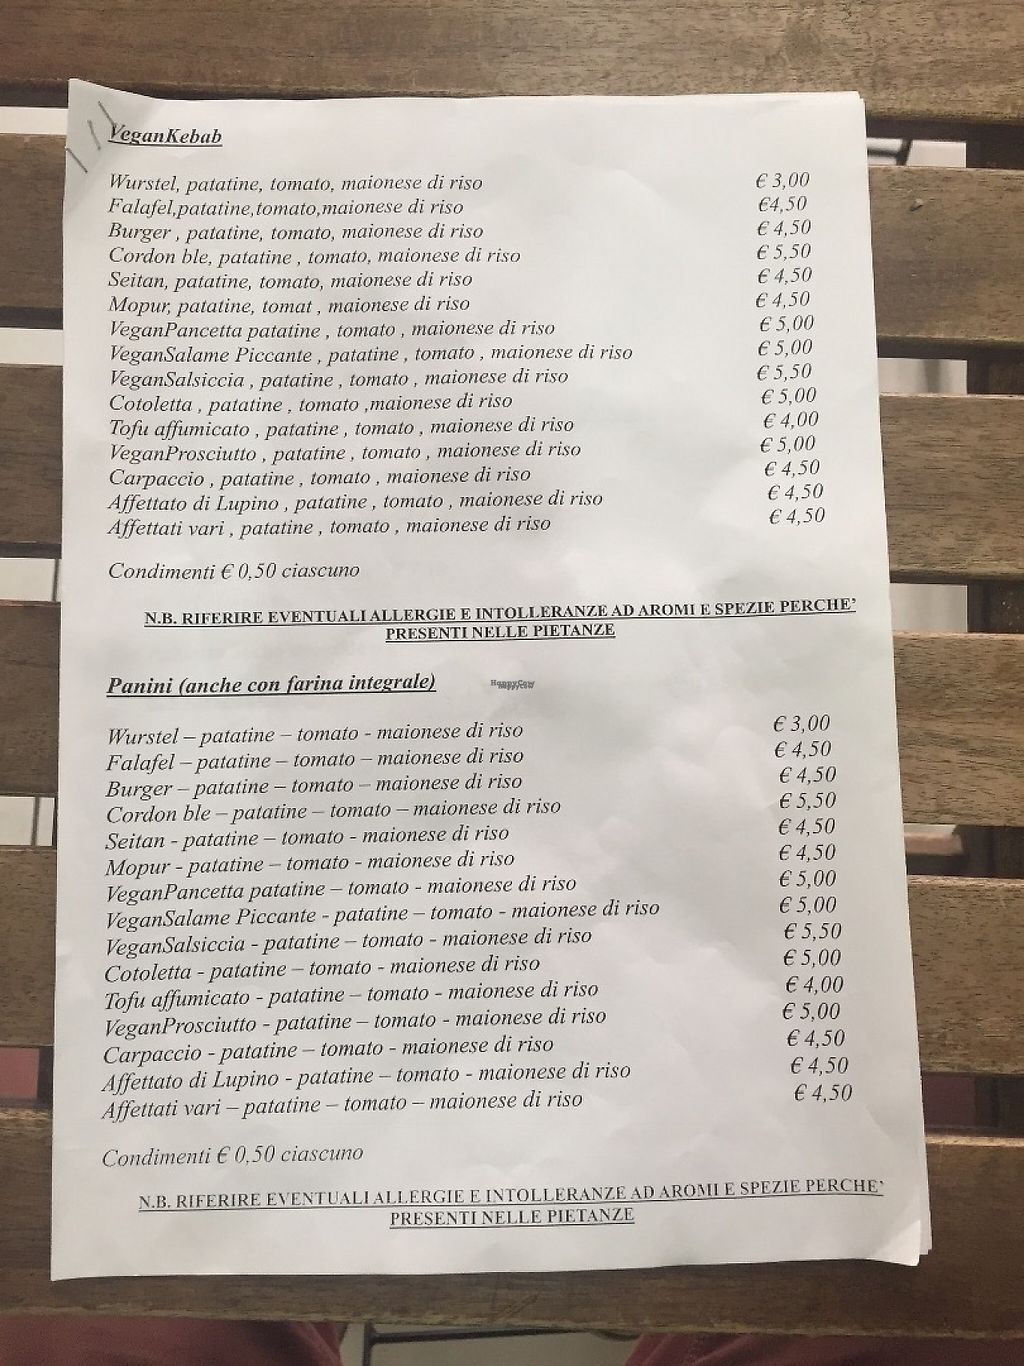 VeganKebab
Wurstel, patatine, tomato, maionese di riso € 3,00
Falafel,patatine,tomato,maionese di riso €4,50
Burger , patatine, tomato, maionese di riso € 4,50
Cordon ble, patatine , tomato, maionese di riso € 5,50
Seitan, patatine, tomato, maionese di riso € 4,50
Mopur, patatine, tomat , maionese di riso € 4,50
VeganPancetta patatine , tomato , maionese di riso € 5,00
VeganSalame Piccante , patatine , tomato , maionese di riso € 5,00
VeganSalsiccia , patatine , tomato , maionese di riso € 5,50
Cotoletta , patatine , tomato ,maionese di riso € 5,00
Tofu affumicato , patatine , tomato , maionese di riso € 4,00
VeganProsciutto , patatine , tomato , maionese di riso € 5,00
Carpaccio , patatine , tomato , maionese di riso € 4,50
Affettato di Lupino , patatine , tomato , maionese di riso € 4,50
Affettati vari , patatine , tomato , maionese di riso € 4,50
Condimenti € 0,50 ciascuno
N.B. RIFERIRE EVENTUALI ALLERGIE E INTOLLERANZE AD AROMI E SPEZIE PERCHE'
PRESENTI NELLE PIETANZE
Panini (anche con farina integrale)
HappyCow
Wurstel – patatine – tomato - maionese di riso € 3,00
Falafel – patatine – tomato – maionese di riso € 4,50
Burger – patatine – tomato – maionese di riso € 4,50
Cordon ble – patatine – tomato – maionese di riso € 5,50
Seitan - patatine – tomato - maionese di riso € 4,50
Mopur - patatine – tomato - maionese di riso € 4,50
VeganPancetta patatine – tomato - maionese di riso € 5,00
VeganSalame Piccante - patatine – tomato - maionese di riso € 5,00
VeganSalsiccia - patatine – tomato - maionese di riso € 5,50
Cotoletta - patatine – tomato - maionese di riso € 5,00
Tofu affumicato - patatine – tomato - maionese di riso € 4,00
VeganProsciutto - patatine – tomato - maionese di riso € 5,00
Carpaccio - patatine – tomato - maionese di riso € 4,50
Affettato di Lupino - patatine – tomato - maionese di riso € 4,50
Affettati vari – patatine – tomato – maionese di riso € 4,50
Condimenti € 0,50 ciascuno
N.B. RIFERIRE EVENTUALI ALLERGIE E INTOLLERANZE AD AROMI E SPEZIE PERCHE'
PRESENTI NELLE PIETANZE